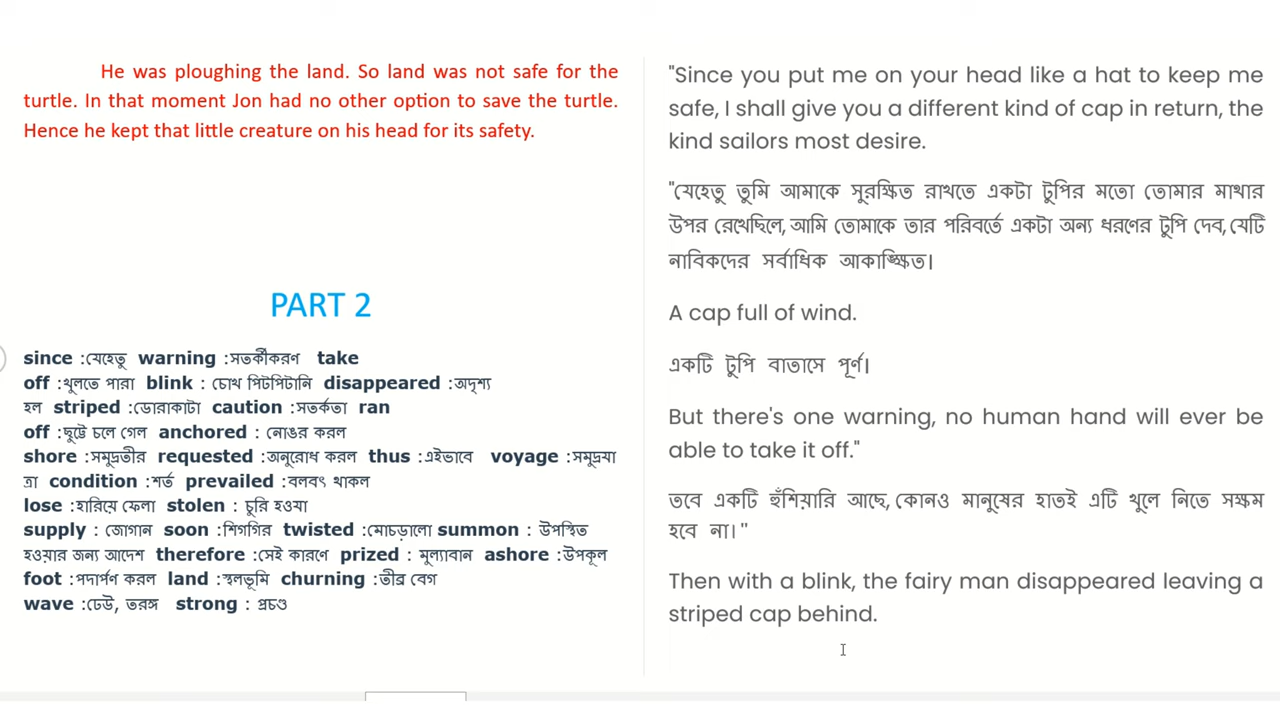 He was ploughing the land. So land was not safe for the
turtle. In that moment Jon had no other option to save the turtle.
Hence he kept that little creature on his head for its safety.
PART 2
since :যেহেতু warning :সতর্কীকরণ take
off :খুলতে পারা blink : চোখ পিটপিটানি disappeared :অদৃশ্য
হল striped :ডোরাকাটা caution :সতর্কতা ran
off :ছুট্টে চলে গেল anchored : নোঙর করল
shore :সমুদ্রতীর requested :অনুরোধ করল thus :এইভাবে voyage :সমুদ্রযা
ত্রা condition :শর্ত prevailed :বলবৎ থাকল
lose :হারিয়ে ফেলা stolen : চুরি হওযা
supply : জোগান soon :শিগগির twisted :মোচড়ালো summon : উপস্থিত
হওয়ার জন্য আদেশ therefore :সেই কারণে prized : মূল্যাবান ashore :উপকূল
foot :পদার্পণ করল land :স্থলভূমি churning :তীব্র বেগ
wave :ঢেউ, তরঙ্গ strong : প্রচণ্ড
"Since you put me on your head like a hat to keep me
safe, I shall give you a different kind of cap in return, the
kind sailors most desire.
"যেহেতু তুমি আমাকে সুরক্ষিত রাখতে একটা টুপির মতো তোমার মাথার
উপর রেখেছিলে, আমি তোমাকে তার পরিবর্তে একটা অন্য ধরণের টুপি দেব, যেটি
নাবিকদের সর্বাধিক আকাঙ্ক্ষিত।
A cap full of wind.
একটি টুপি বাতাসে পূর্ণ।
But there's one warning, no human hand will ever be
able to take it off."
তবে একটি হুঁশিয়ারি আছে, কোনও মানুষের হাতই এটি খুলে নিতে সক্ষম
হবে না।"
Then with a blink, the fairy man disappeared leaving a
striped cap behind.